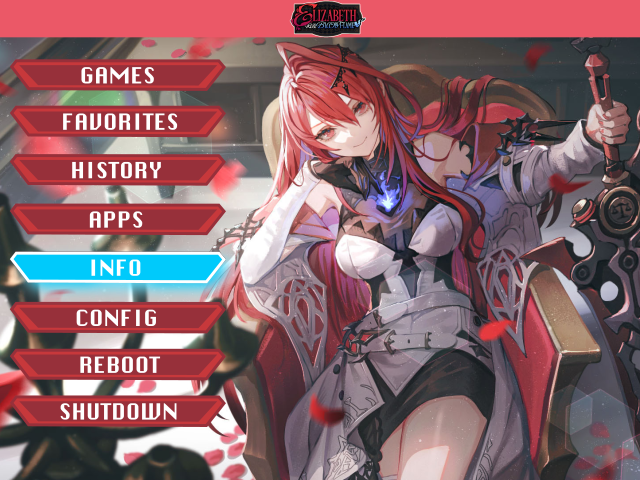 ELIZABETH
GAMES
FAVORITES
HISTORY
APPS
INFO
CONFIG
REBOOT
SHUTDOWN